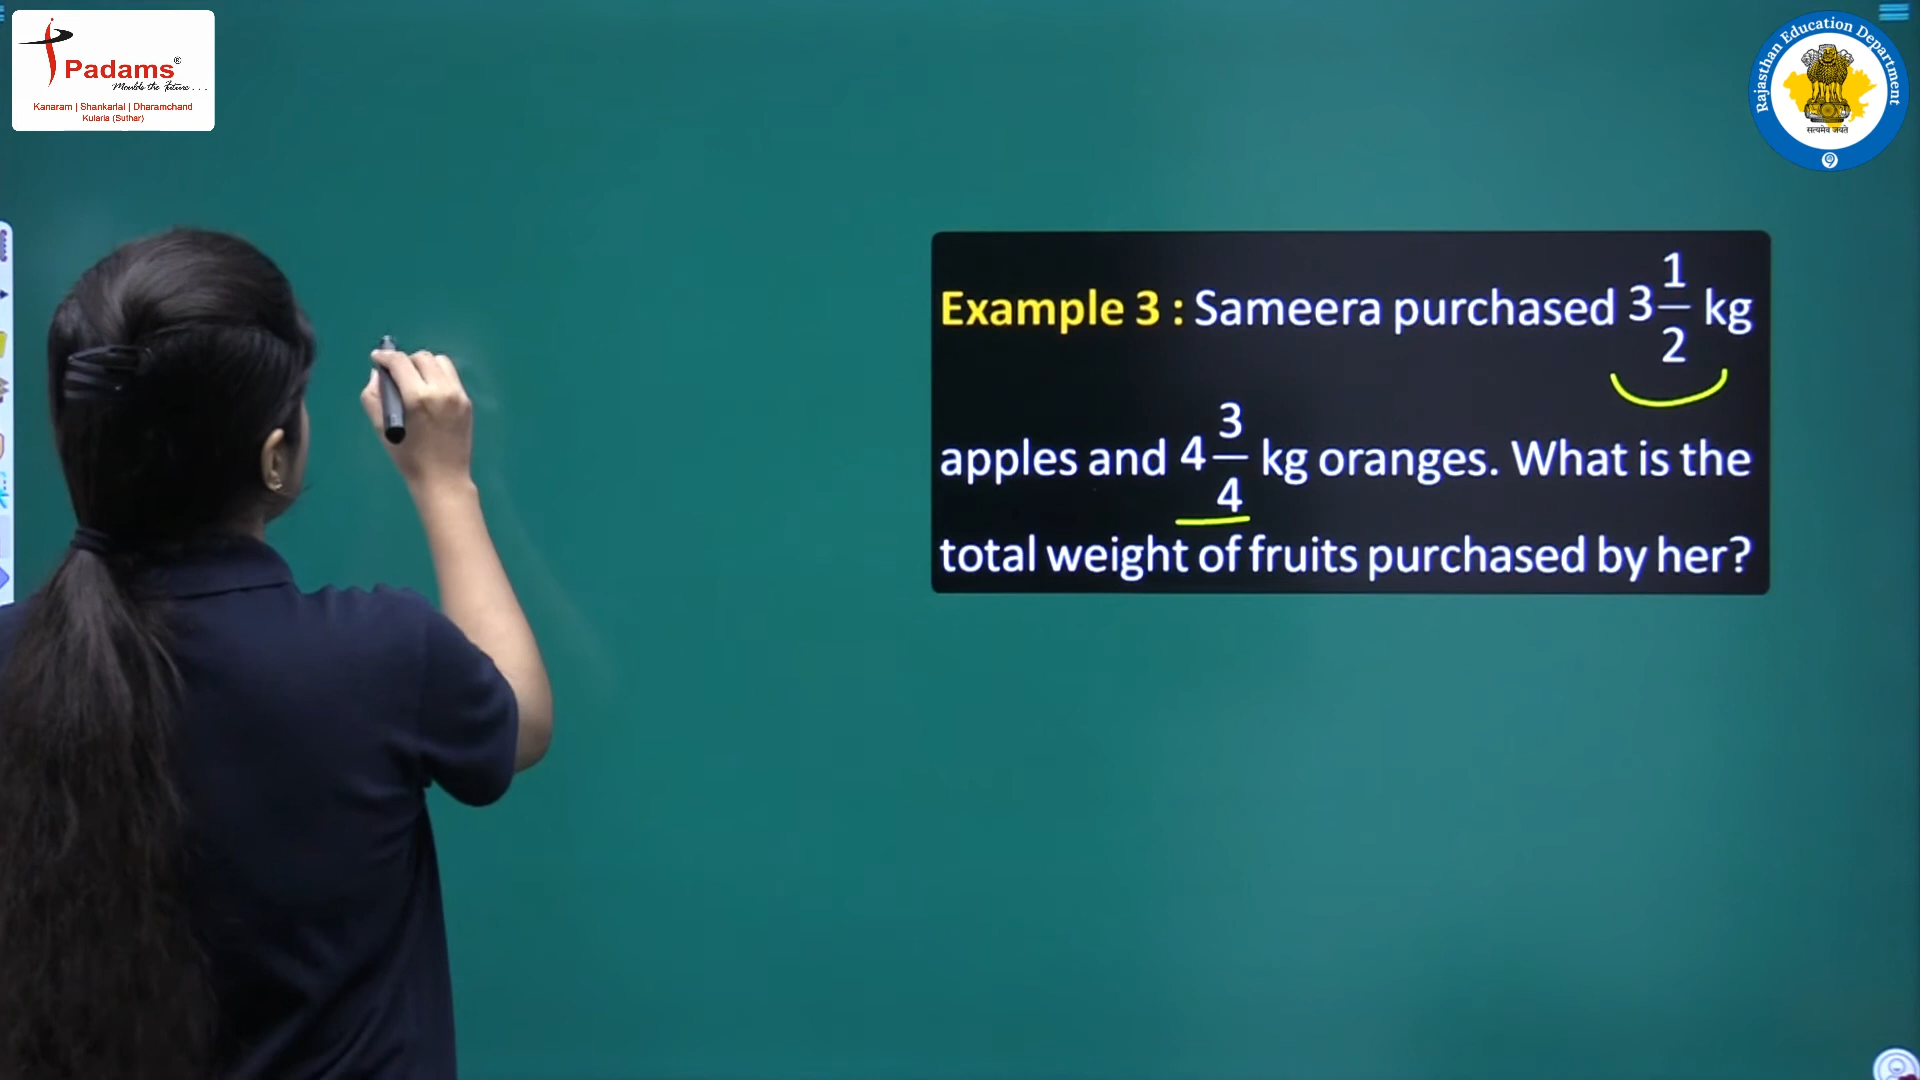 Padams®
Moulds the Future...
Kanaram | Shankarlal | Dharamchand
Kularia (Suthar)
Rajasthan Education Department
सत्यमेव जयते
Example 3 : Sameera purchased 3 1/2 kg
apples and 4 3/4 kg oranges. What is the
total weight of fruits purchased by her?